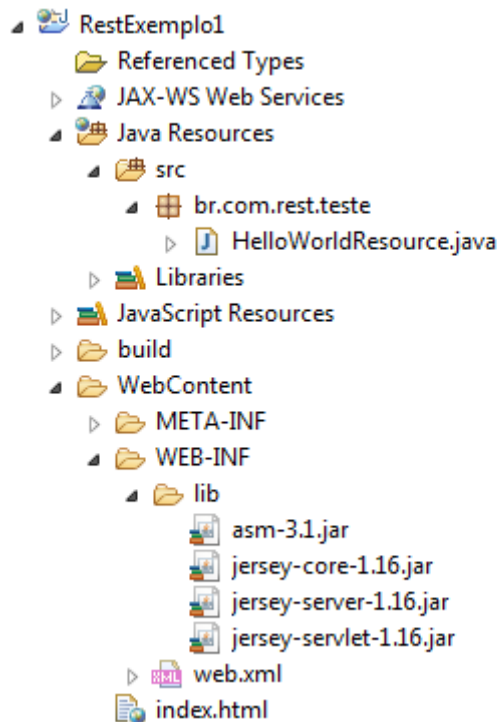 RestExemplo1
Referenced Types
JAX-WS Web Services
Java Resources
src
br.com.rest.teste
HelloWorldResource.java
Libraries
JavaScript Resources
build
WebContent
META-INF
WEB-INF
lib
asm-3.1.jar
jersey-core-1.16.jar
jersey-server-1.16.jar
jersey-servlet-1.16.jar
web.xml
index.html